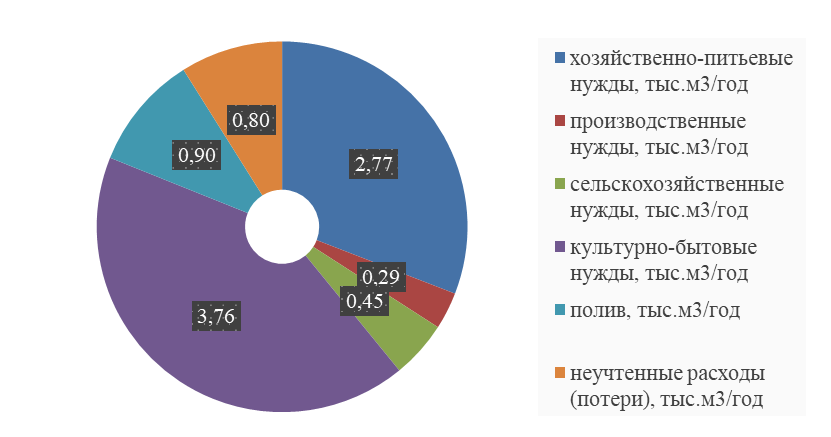 0,80
2,77
0,90
0,29
0,45
3,76
хозяйственно-питьевые
нужды, тыс.м3/год
производственные
нужды, тыс.м3/год
сельскохозяйственные
нужды, тыс.м3/год
культурно-бытовые
нужды, тыс.м3/год
полив, тыс.м3/год
неучтенные расходы
(потери), тыс.м3/год